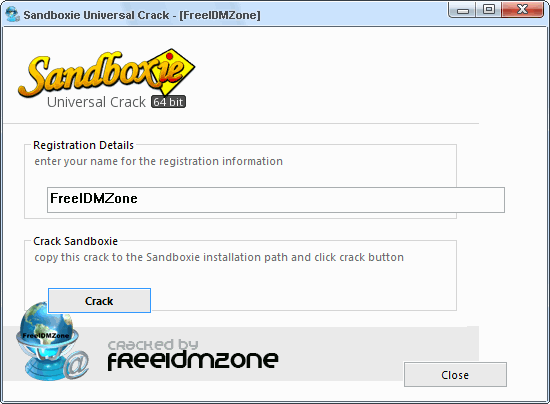 Sandboxie Universal Crack - [FreeIDMZone]
Sandboxie
Universal Crack 64 bit
Registration Details
enter your name for the registration information
FreeIDMZone
Crack Sandboxie
copy this crack to the Sandboxie installation path and click crack button
Crack
FreeIDMZone
@
CRACKED BY
FREEIDMZONE
Close